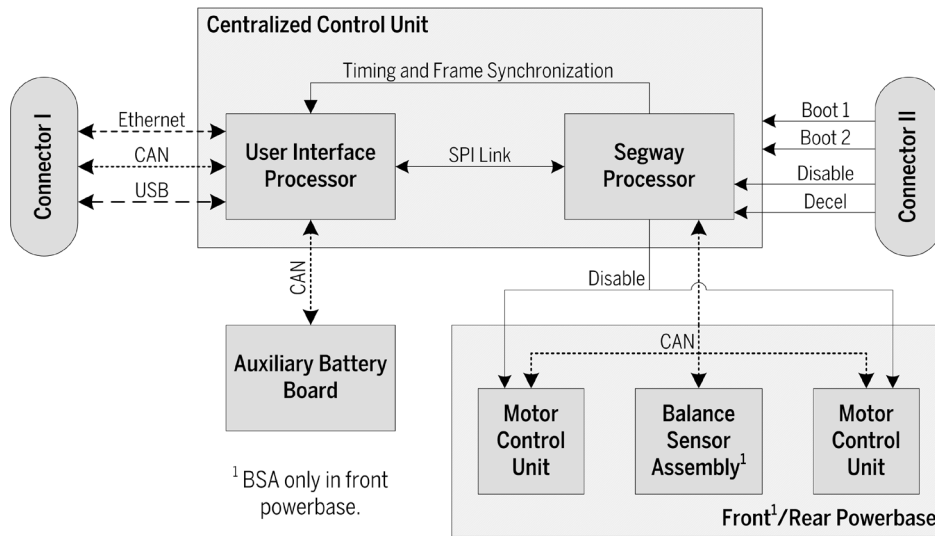 Centralized Control Unit
Timing and Frame Synchronization
Connector I
Ethernet
CAN
USB
User Interface
Processor
SPI Link
Segway
Processor
Boot 1
Boot 2
Disable
Decel
Connector II
CAN
Disable
Auxiliary Battery
Board
CAN
Motor
Control
Unit
Balance
Sensor
Assembly¹
Motor
Control
Unit
¹ BSA only in front
powerbase.
Front¹/Rear Powerbase